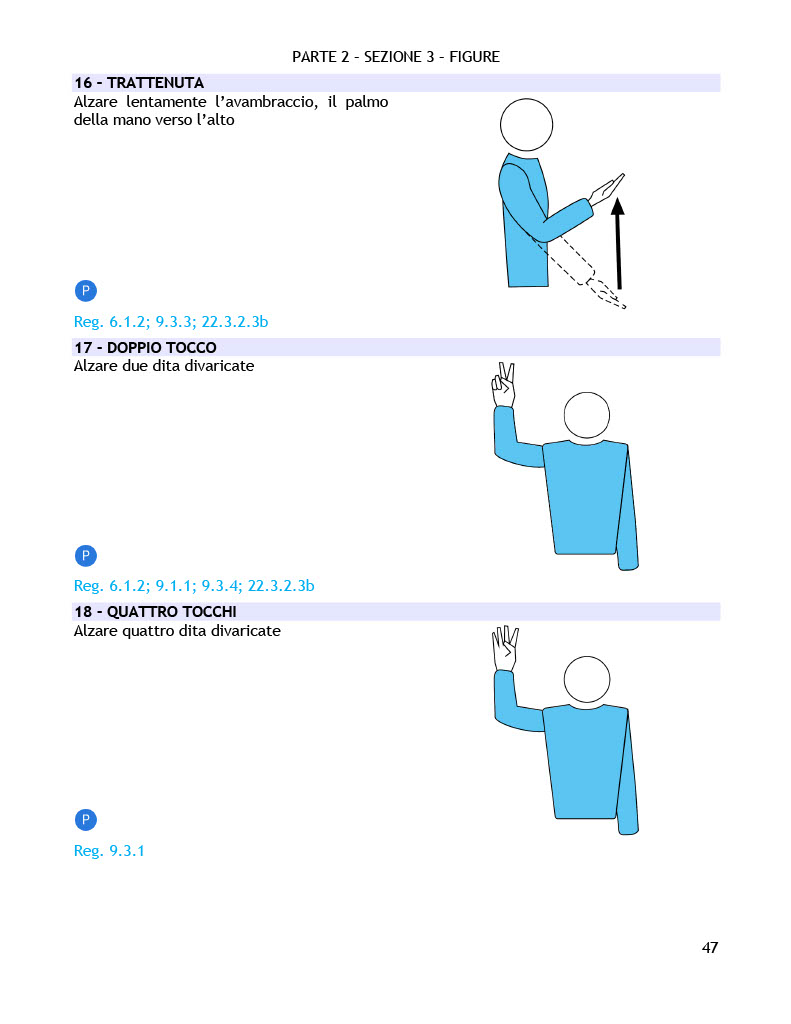 PARTE 2 – SEZIONE 3 – FIGURE
16 – TRATTENUTA
Alzare lentamente l’avambraccio, il palmo
della mano verso l’alto
P
Reg. 6.1.2; 9.3.3; 22.3.2.3b
17 – DOPPIO TOCCO
Alzare due dita divaricate
P
Reg. 6.1.2; 9.1.1; 9.3.4; 22.3.2.3b
18 – QUATTRO TOCCHI
Alzare quattro dita divaricate
P
Reg. 9.3.1
47